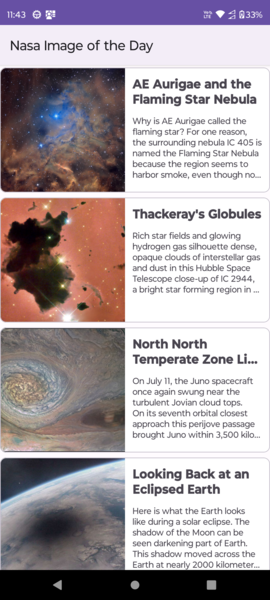 11:43
33%
Nasa Image of the Day
AE Aurigae and the
Flaming Star Nebula
Why is AE Aurigae called the
flaming star? For one reason,
the surrounding nebula IC 405 is
named the Flaming Star Nebula
because the region seems to
harbor smoke, even though no...
Thackeray's Globules
Rich star fields and glowing
hydrogen gas silhouette dense,
opaque clouds of interstellar gas
and dust in this Hubble Space
Telescope close-up of IC 2944,
a bright star forming region in ...
North North
Temperate Zone Li...
On July 11, the Juno spacecraft
once again swung near the
turbulent Jovian cloud tops.
On its seventh orbital closest
approach this perijove passage
brought Juno within 3,500 kilo...
Looking Back at an
Eclipsed Earth
Here is what the Earth looks
like during a solar eclipse. The
shadow of the Moon can be
seen darkening part of Earth.
This shadow moved across the
Earth at nearly 2000 kilometer...